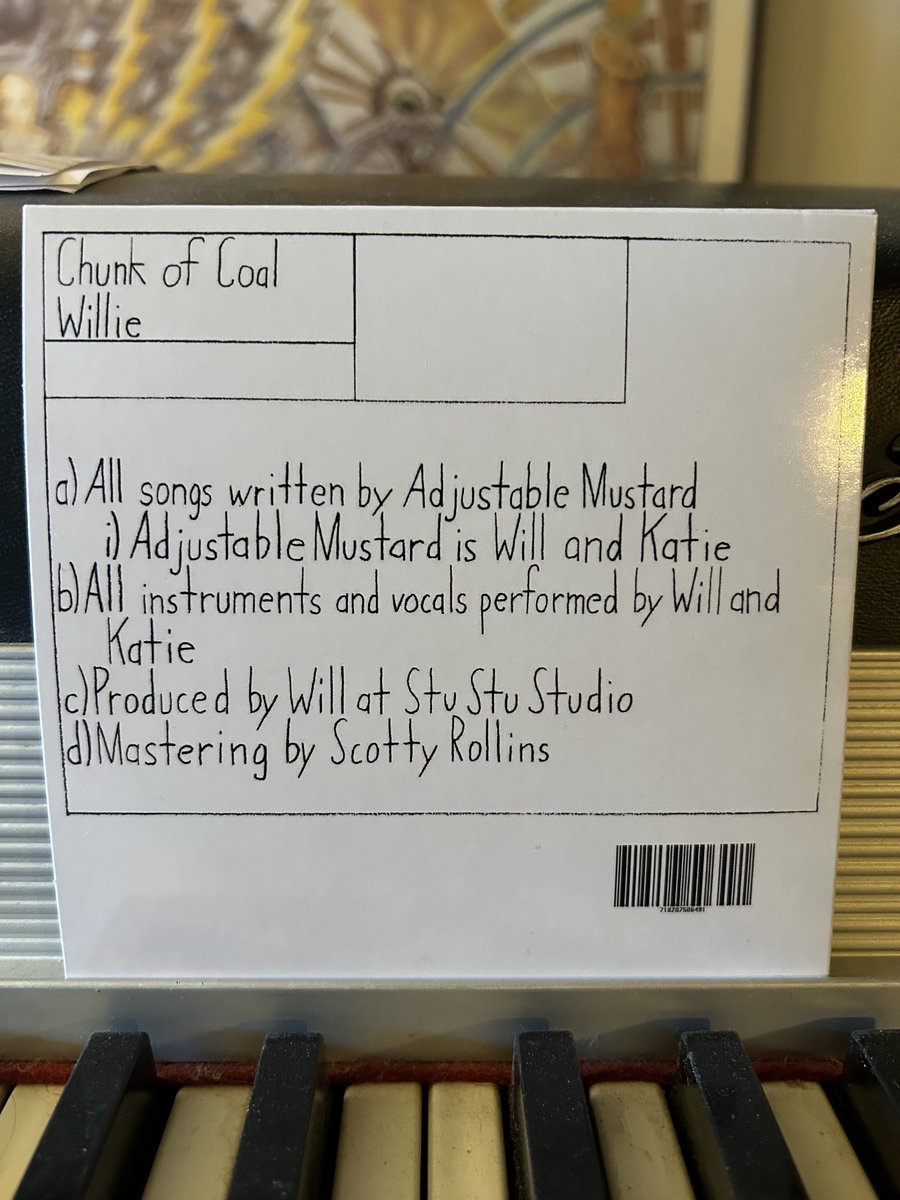 Chunk of Coal
Willie
a) All songs written by Adjustable Mustard
i) Adjustable Mustard is Will and Katie
b) All instruments and vocals performed by Will and
Katie
c) Produced by Will at Stu Stu Studio
d) Mastering by Scotty Rollins